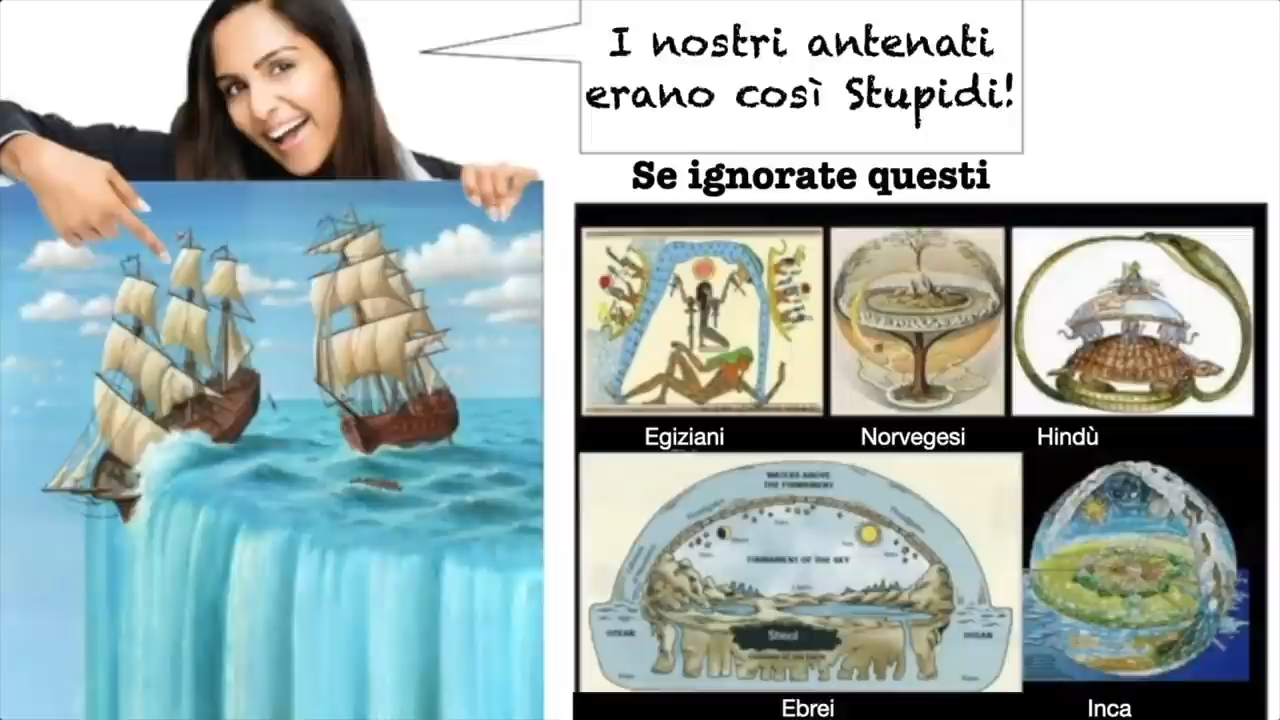 I nostri antenati
erano così Stupidi!
Se ignorate questi
Egiziani
Norvegesi
Hindù
WATERS ABOVE
THE FIRMAMENT
FIRMAMENT OF THE SKY
OCEAN
Sheol
OCEAN
Ebrei
Inca